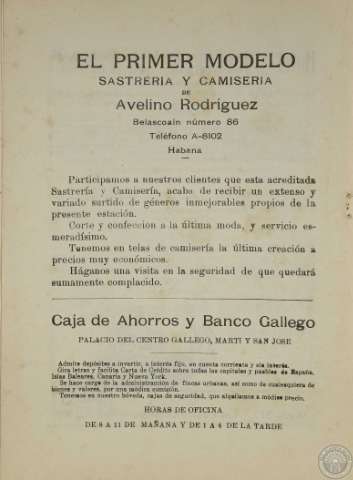 EL PRIMER MODELO
SASTRERIA Y CAMISERIA
DE
Avelino Rodríguez
Belascoain número 86
Teléfono A-6102
Habana
Participamos a nuestros clientes que esta acreditada
Sastrería y Camisería, acaba de recibir un extenso y
variado surtido de géneros inmejorables propios de la
presente estación.
Corte y confección a la última moda, y servicio es-
meradísimo.
Tenemos en telas de camisería la última creación a
precios muy económicos.
Háganos una visita en la seguridad de que quedará
sumamente complacido.
Caja de Ahorros y Banco Gallego
PALACIO DEL CENTRO GALLEGO, MARTI Y SAN JOSE
Admite depósitos a invertir, a interés fijo, en cuenta corriente y sin interés.
Gira letras y facilita Carta de Crédito sobre todas las capitales y pueblos de España,
Islas Baleares, Canaria y Nueva York.
Se hace cargo de la administración de fincas urbanas, así como de cualesquiera de
bienes y valores, por una módica comisión.
Tenemos en nuestra bóveda, cajas de seguridad, que alquilamos a módico precio.
HORAS DE OFICINA
DE 8 A 11 DE MAÑANA Y DE 1 A 6 DE LA TARDE